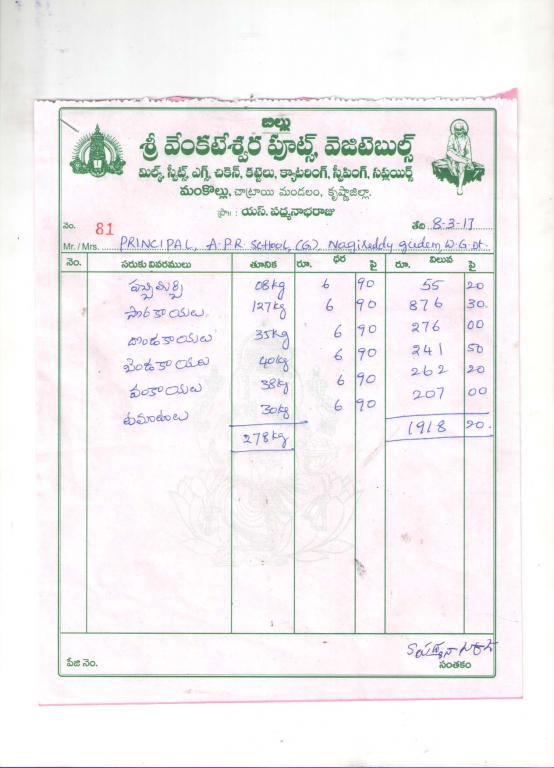 బిల్లు
శ్రీ వెంకటేశ్వర ఫ్రూట్స్, వెజిటెబుల్స్
మిల్క్, స్వీట్స్, ఎగ్స్, చికెన్, కట్టెలు, క్యాటరింగ్, స్వీపింగ్, సప్లయిర్స్
మంకొల్లు, చాట్రాయి మండలం, కృష్ణాజిల్లా.
ప్రొ॥ : యస్. పద్మనాభరాజు
నెం. 81 తేది 8-3-17
Mr. / Mrs. PRINCIPAL, A.P.R. SCHOOL, (G) Nagireddy gudem, W.G.Dt.
నెం. సరుకు వివరములు తూనిక రూ. ధర పై రూ. విలువ పై
పచ్చిమిర్చి 08kg 6 90 55 20
సొరకాయలు 127kg 6 90 876 30.
దొండకాయలు 35kg 6 90 276 00
బెండకాయలు 40kg 6 90 241 50
వంకాయలు 38kg 6 90 262 20
టమాటాలు 30kg 6 90 207 00
278kg 1918 20.
పేజి నెం. సంతకం